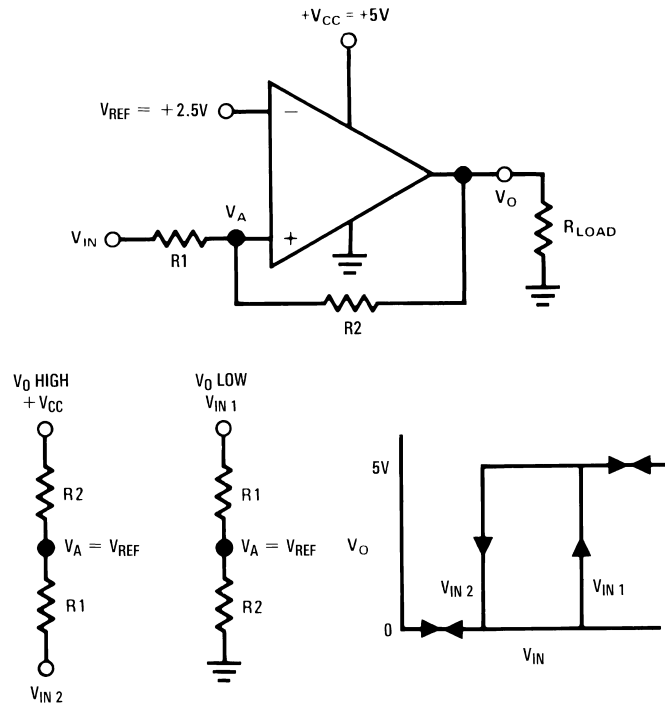 +VCC = +5V
VREF = +2.5V
−
VA
VIN
+
R1
R2
VO
RLOAD
VO HIGH
+ VCC
R2
VA = VREF
R1
VIN 2
VO LOW
VIN 1
R1
VA = VREF
R2
5V
VO
VIN 2
VIN 1
0
VIN